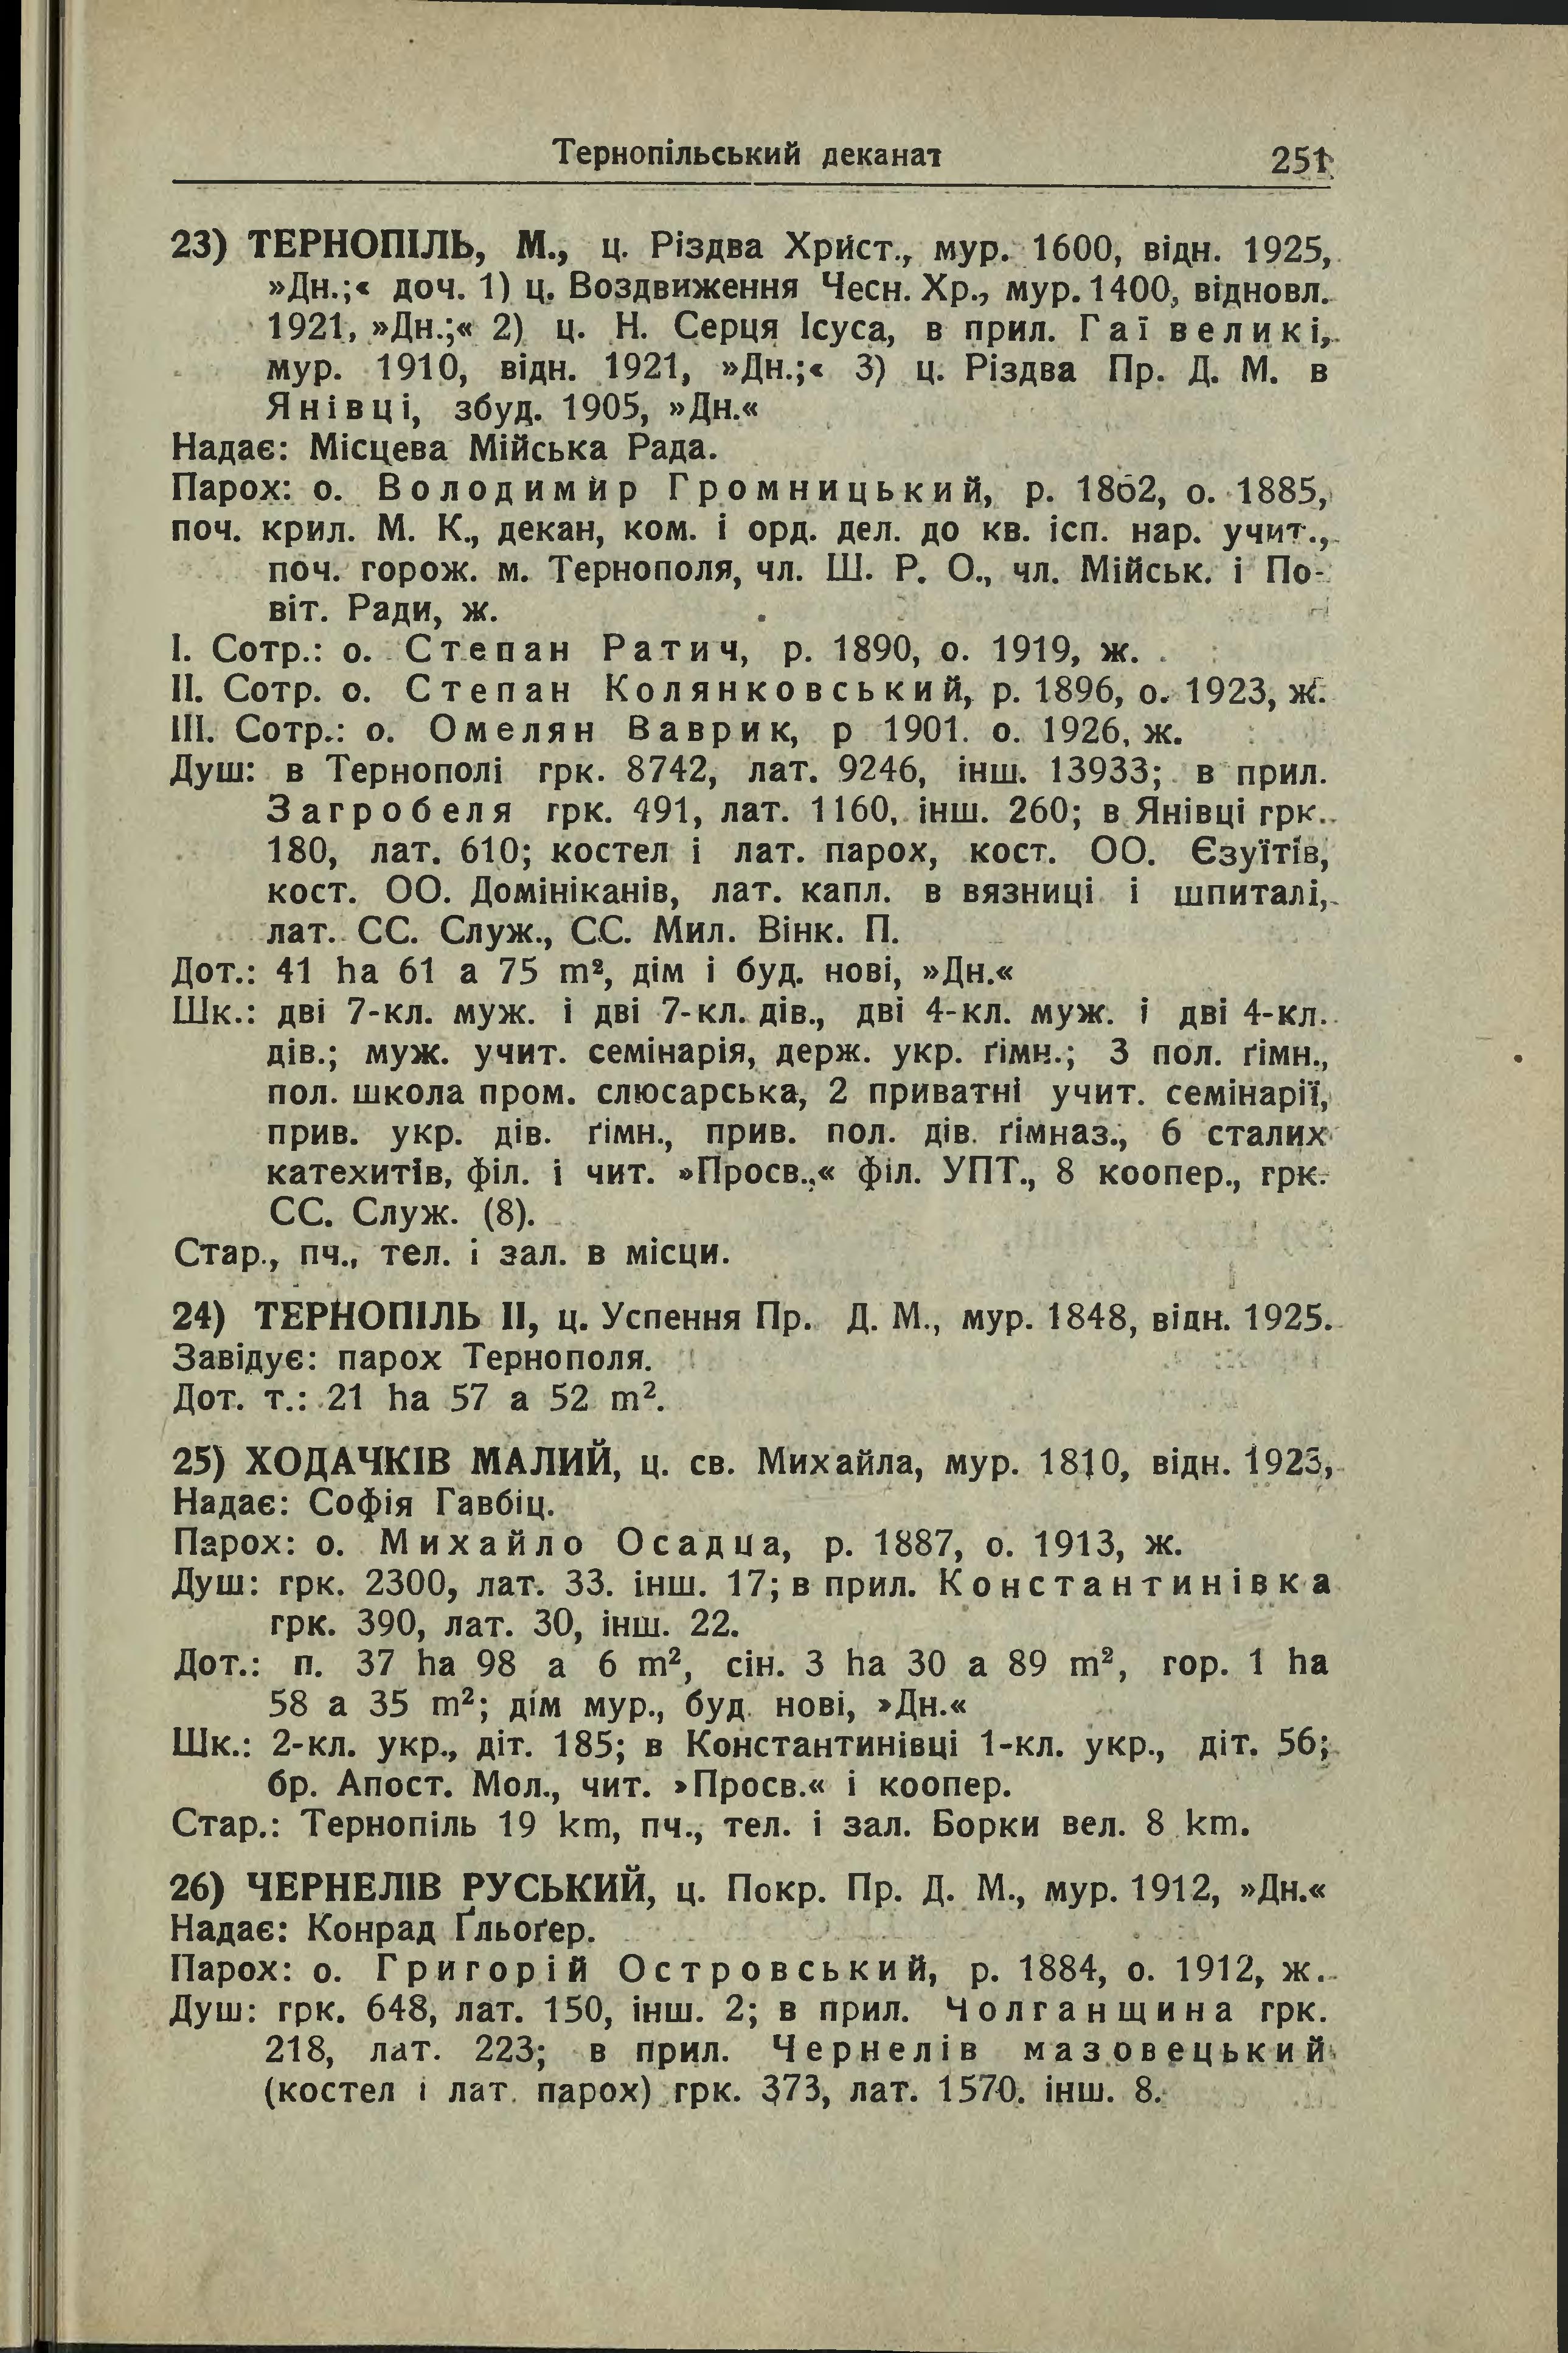 Тернопільський деканат 251
23) ТЕРНОПІЛЬ, М., ц. Різдва Христ., мур. 1600, відн. 1925,
»Дн.;« доч. 1) ц. Воздвиження Чесн. Хр., мур. 1400, відновл.
1921, »Дн.;« 2) ц. Н. Серця Ісуса, в прил. Гаї великі,
мур. 1910, відн. 1921, »Дн.;« 3) ц. Різдва Пр. Д. М. в
Янівці, збуд. 1905, »Дн.«
Надає: Місцева Мійська Рада.
Парох: о. Володимир Громницький, р. 1862, о. 1885,
поч. крил. М. К., декан, ком. і орд. дел. до кв. ісп. нар. учит.,
поч. горож. м. Тернополя, чл. Ш. Р. О., чл. Мійськ. і По-
віт. Ради, ж.
I. Сотр.: о. Степан Ратич, р. 1890, о. 1919, ж.
II. Сотр. о. Степан Колянковський, р. 1896, о. 1923, ж.
III. Сотр.: о. Омелян Ваврик, р 1901. о. 1926, ж.
Душ: в Тернополі грк. 8742, лат. 9246, інш. 13933; в прил.
Загробеля грк. 491, лат. 1160, інш. 260; в Янівці грк.
180, лат. 610; костел і лат. парох, кост. ОО. Єзуїтів,
кост. ОО. Домініканів, лат. капл. в вязниці і шпиталі,
лат. СС. Служ., СС. Мил. Вінк. П.
Дот.: 41 ha 61 a 75 m², дім і буд. нові, »Дн.«
Шк.: дві 7-кл. муж. і дві 7-кл. дів., дві 4-кл. муж. і дві 4-кл.
дів.; муж. учит. семінарія, держ. укр. ґімн.; 3 пол. ґімн.,
пол. школа пром. слюсарська, 2 приватні учит. семінарії,
прив. укр. дів. ґімн., прив. пол. дів. ґімназ., 6 сталих
катехитів, філ. і чит. »Просв.,« філ. УПТ., 8 коопер., грк.
СС. Служ. (8).
Стар., пч., тел. і зал. в місци.
24) ТЕРНОПІЛЬ II, ц. Успення Пр. Д. М., мур. 1848, відн. 1925.
Завідує: парох Тернополя.
Дот. т.: 21 ha 57 a 52 m².
25) ХОДАЧКІВ МАЛИЙ, ц. св. Михайла, мур. 1810, відн. 1923,
Надає: Софія Гавбіц.
Парох: о. Михайло Осадца, р. 1887, о. 1913, ж.
Душ: грк. 2300, лат. 33. інш. 17; в прил. Константинівка
грк. 390, лат. 30, інш. 22.
Дот.: п. 37 ha 98 a 6 m², сін. 3 ha 30 a 89 m², гор. 1 ha
58 a 35 m²; дім мур., буд. нові, »Дн.«
Шк.: 2-кл. укр., діт. 185; в Константинівці 1-кл. укр., діт. 56;
бр. Апост. Мол., чит. »Просв.« і коопер.
Стар.: Тернопіль 19 km, пч., тел. і зал. Борки вел. 8 km.
26) ЧЕРНЕЛІВ РУСЬКИЙ, ц. Покр. Пр. Д. М., мур. 1912, »Дн.«
Надає: Конрад Ґльоґер.
Парох: о. Григорій Островський, р. 1884, о. 1912, ж.
Душ: грк. 648, лат. 150, інш. 2; в прил. Чолганщина грк.
218, лат. 223; в прил. Чернелів мазовецький
(костел і лат. парох) грк. 373, лат. 1570. інш. 8.